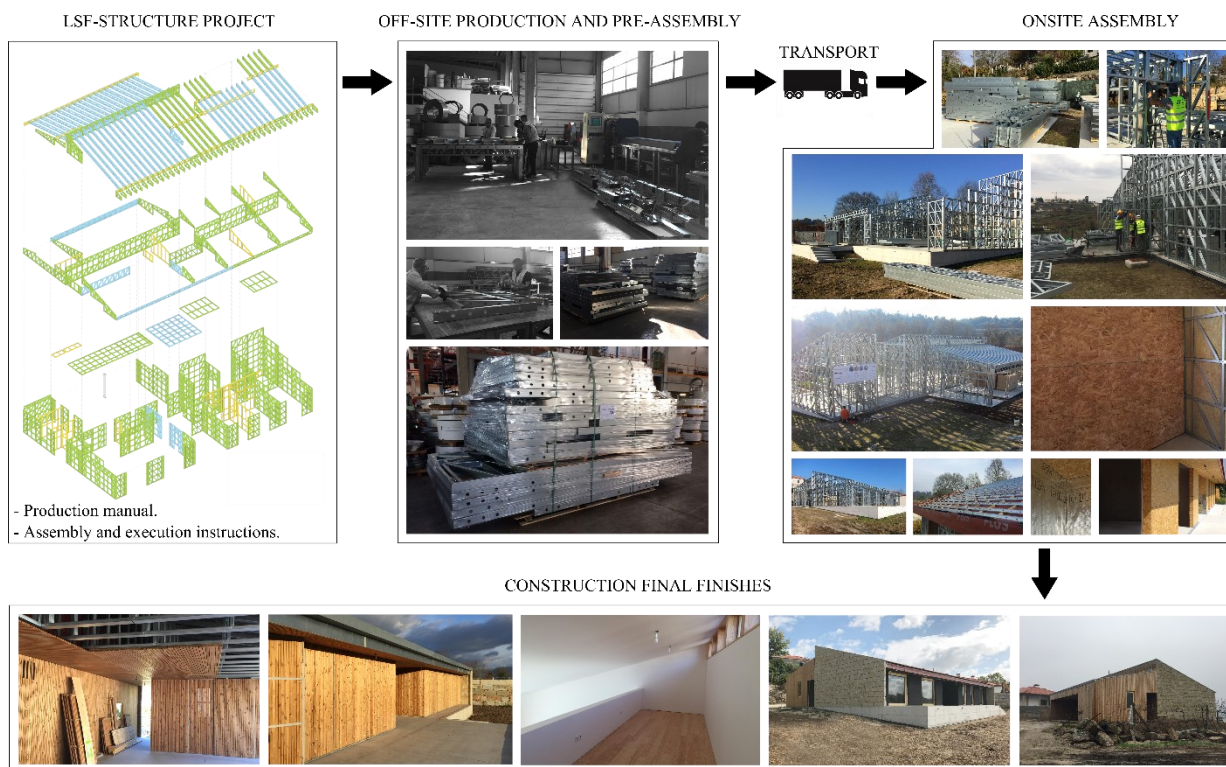 LSF-STRUCTURE PROJECT
OFF-SITE PRODUCTION AND PRE-ASSEMBLY
TRANSPORT
ONSITE ASSEMBLY
- Production manual.
- Assembly and execution instructions.
CONSTRUCTION FINAL FINISHES